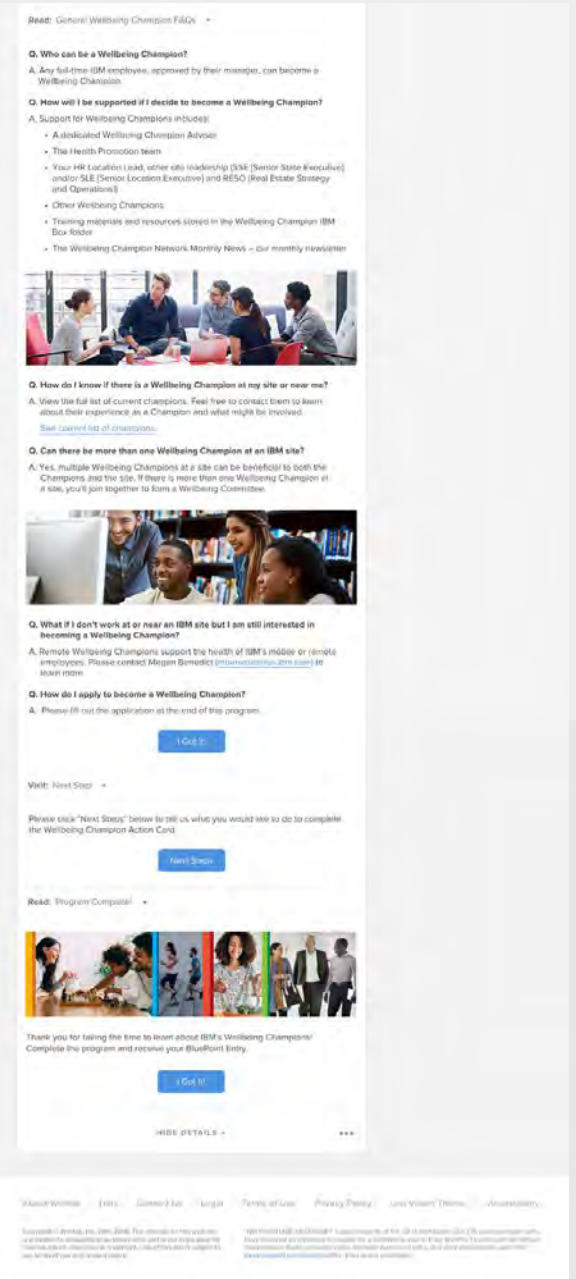 Read: General Wellbeing Champion FAQs
Q. Who can be a Wellbeing Champion?
A. Any full-time IBM employee, approved by their manager, can become a
Wellbeing Champion.
Q. How will I be supported if I decide to become a Wellbeing Champion?
A. Support for Wellbeing Champions includes:
• A dedicated Wellbeing Champion Advisor
• The Health Promotion team
• Your HR Location Lead, other site leadership (SSE [Senior State Executive]
and/or SLE [Senior Location Executive] and RESO [Real Estate Strategy
and Operations])
• Other Wellbeing Champions
• Training materials and resources stored in the Wellbeing Champion IBM
Box folder
• The Wellbeing Champion Network Monthly News – our monthly newsletter
Q. How do I know if there is a Wellbeing Champion at my site or near me?
A. View the full list of current champions. Feel free to contact them to learn
about their experience as a Champion and what might be involved.
See current list of champions.
Q. Can there be more than one Wellbeing Champion at an IBM site?
A. Yes, multiple Wellbeing Champions at a site can be beneficial to both the
Champions and the site. If there is more than one Wellbeing Champion at
a site, you'll join together to form a Wellbeing Committee.
Q. What if I don't work at or near an IBM site but I am still interested in
becoming a Wellbeing Champion?
A. Remote Wellbeing Champions support the health of IBM's mobile or remote
employees. Please contact Megan Benedict to
learn more.
Q. How do I apply to become a Wellbeing Champion?
A. Please fill out the application at the end of this program.
I Got It!
Visit: Next Step
Please click "Next Steps" below to tell us what you would like to do to complete
the Wellbeing Champion Action Card.
Next Steps
Read: Program Complete!
Thank you for taking the time to learn about IBM's Wellbeing Champions!
Complete the program and receive your BluePoint Entry.
I Got It!
HIDE DETAILS
About Contact Us Legal Terms of Use Privacy Policy Accessibility